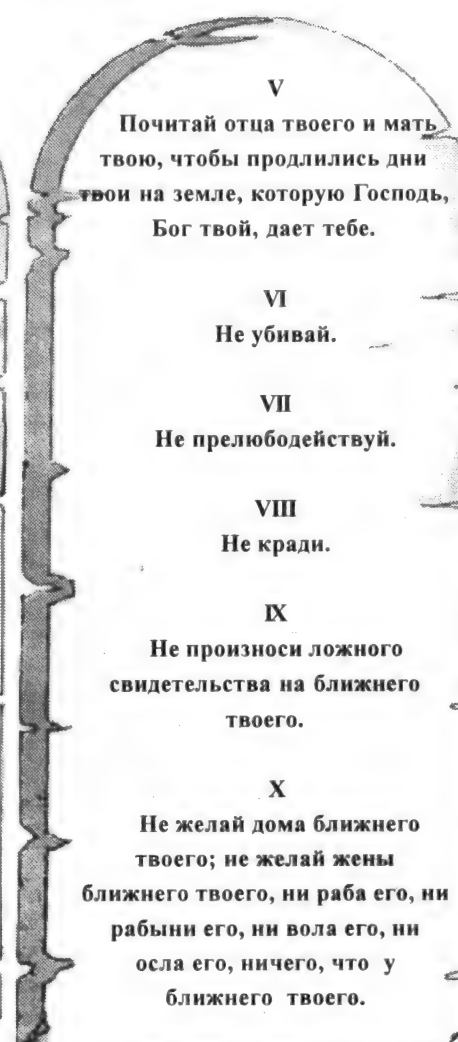 V
Почитай отца твоего и мать
твою, чтобы продлились дни
твои на земле, которую Господь,
Бог твой, дает тебе.
VI
Не убивай.
VII
Не прелюбодействуй.
VIII
Не кради.
IX
Не произноси ложного
свидетельства на ближнего
твоего.
X
Не желай дома ближнего
твоего; не желай жены
ближнего твоего, ни раба его, ни
рабыни его, ни вола его, ни
осла его, ничего, что у
ближнего твоего.